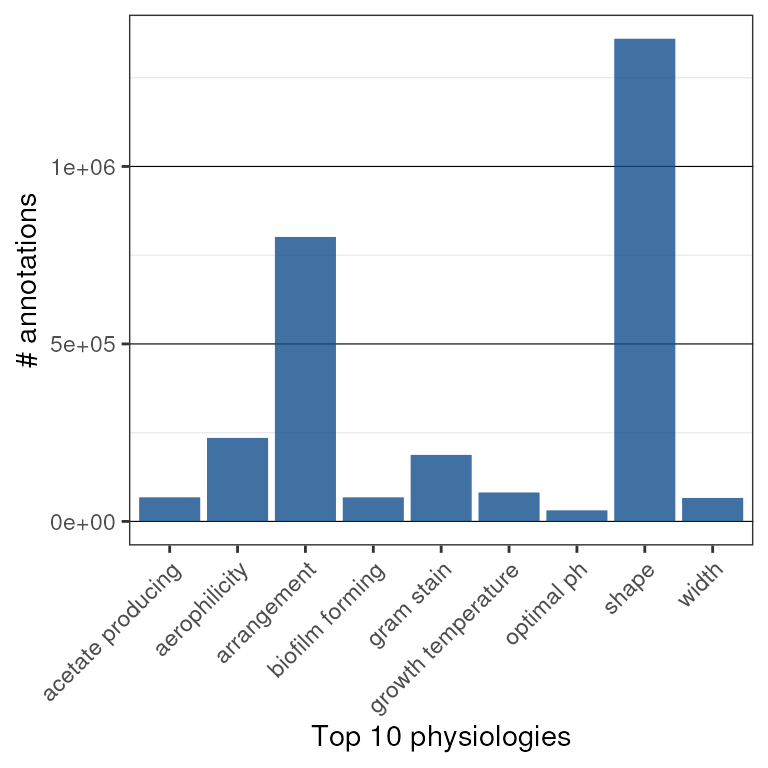 # annotations
1e+06
5e+05
0e+00
acetate producing
aerophilicity
arrangement
biofilm forming
gram stain
growth temperature
optimal ph
shape
width
Top 10 physiologies